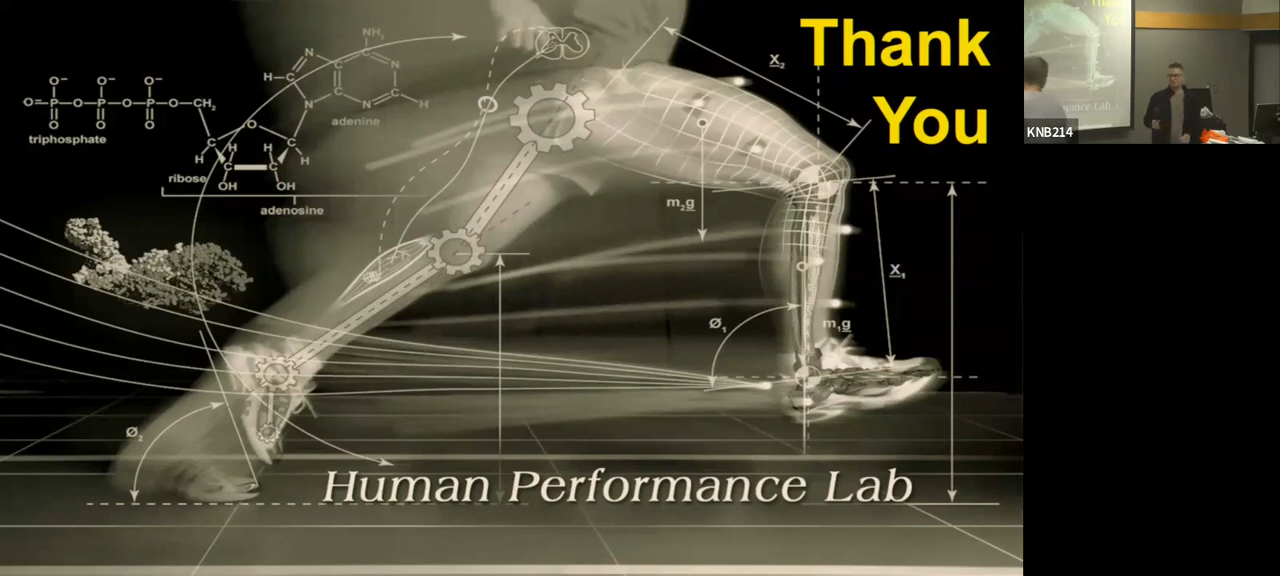 Thank
You
NH₂
N
N
H
N
N
H
adenine
O⁻
O⁻
O⁻
O⁻ P O P O P O CH₂
O
O
O
triphosphate
O
H
H
H
H
ribose
OH
OH
adenosine
x₂
m₂g
x₁
Ø₁
m₁g
Ø₂
Human Performance Lab
KNB214